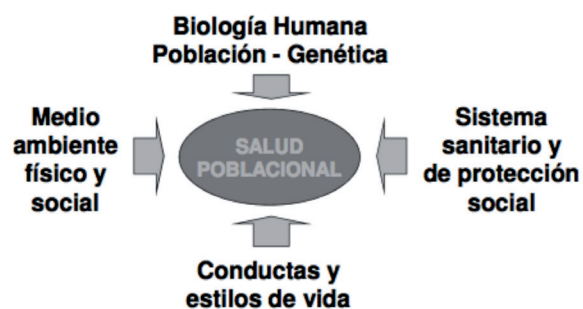 Biología Humana
Población - Genética
Medio
ambiente
físico y
social
SALUD
POBLACIONAL
Sistema
sanitario y
de protección
social
Conductas y
estilos de vida